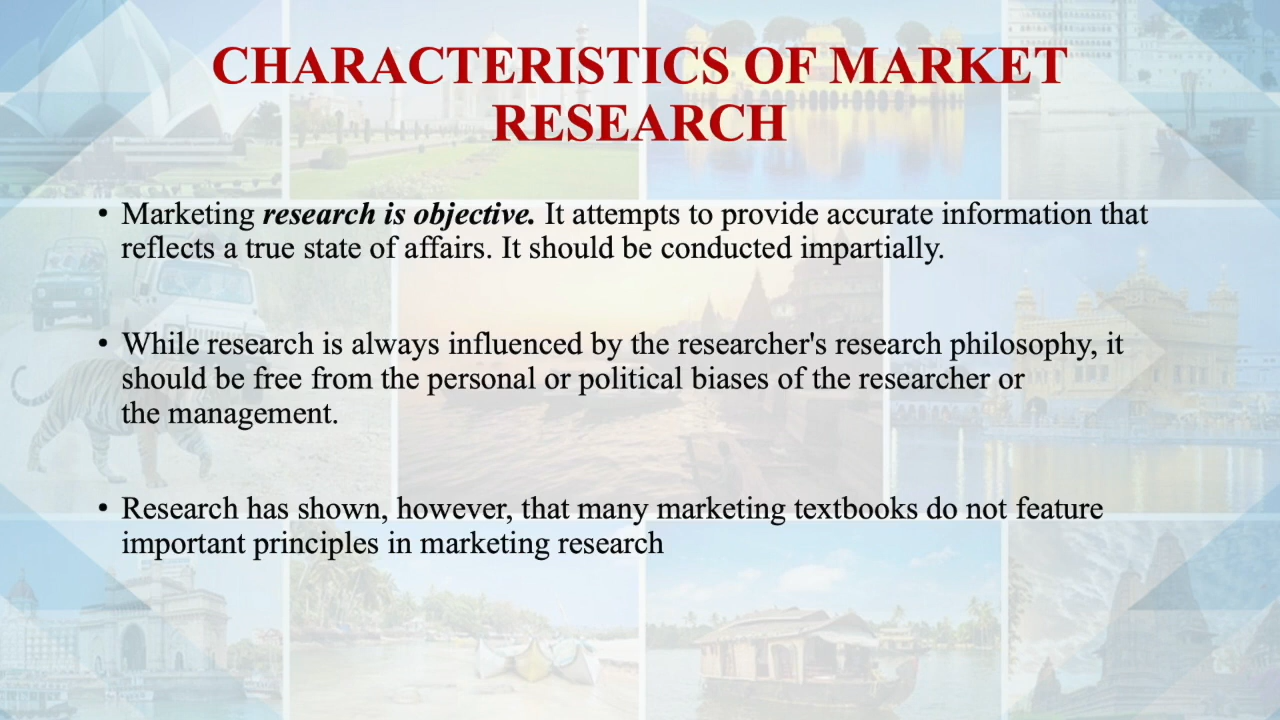 CHARACTERISTICS OF MARKET
RESEARCH
• Marketing research is objective. It attempts to provide accurate information that
reflects a true state of affairs. It should be conducted impartially.
• While research is always influenced by the researcher's research philosophy, it
should be free from the personal or political biases of the researcher or
the management.
• Research has shown, however, that many marketing textbooks do not feature
important principles in marketing research